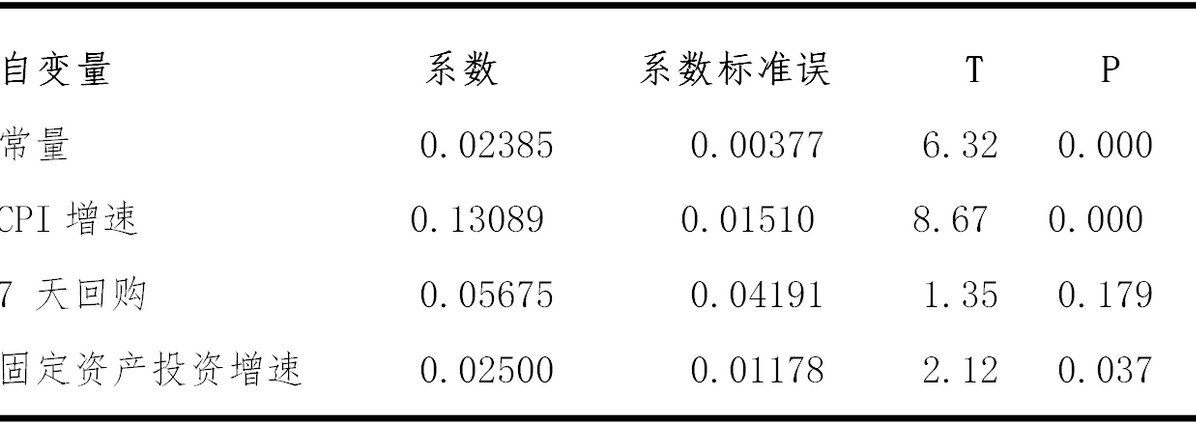 自变量 系数 系数标准误 T P
常量 0.02385 0.00377 6.32 0.000
CPI 增速 0.13089 0.01510 8.67 0.000
7 天回购 0.05675 0.04191 1.35 0.179
固定资产投资增速 0.02500 0.01178 2.12 0.037